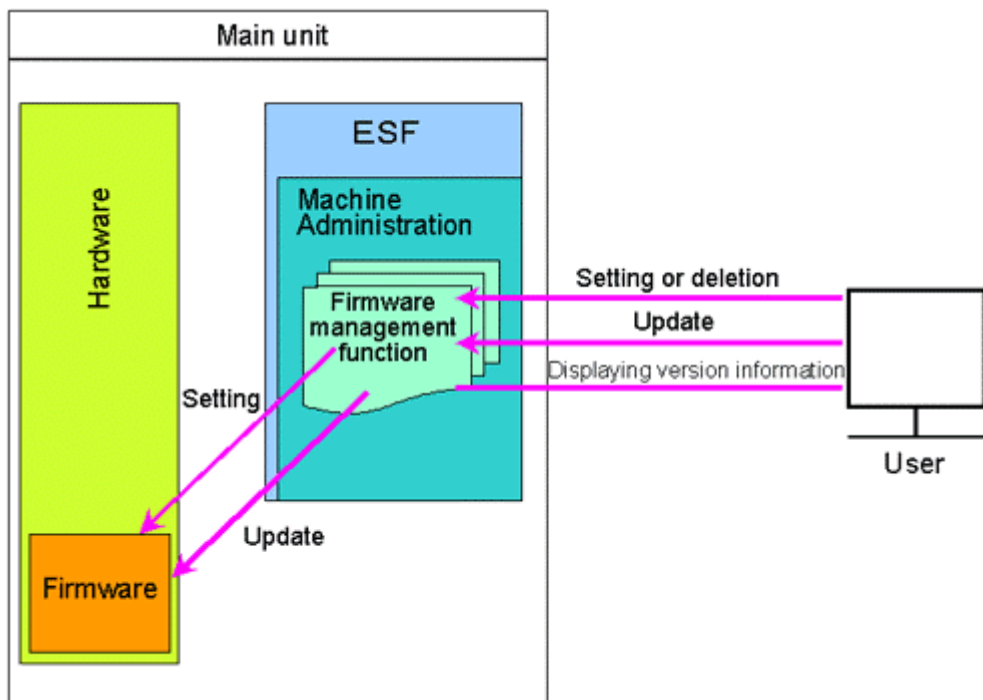 Main unit
ESF
Machine
Administration
Hardware
Firmware
management
function
Setting or deletion
Update
Displaying version information
User
Setting
Update
Firmware